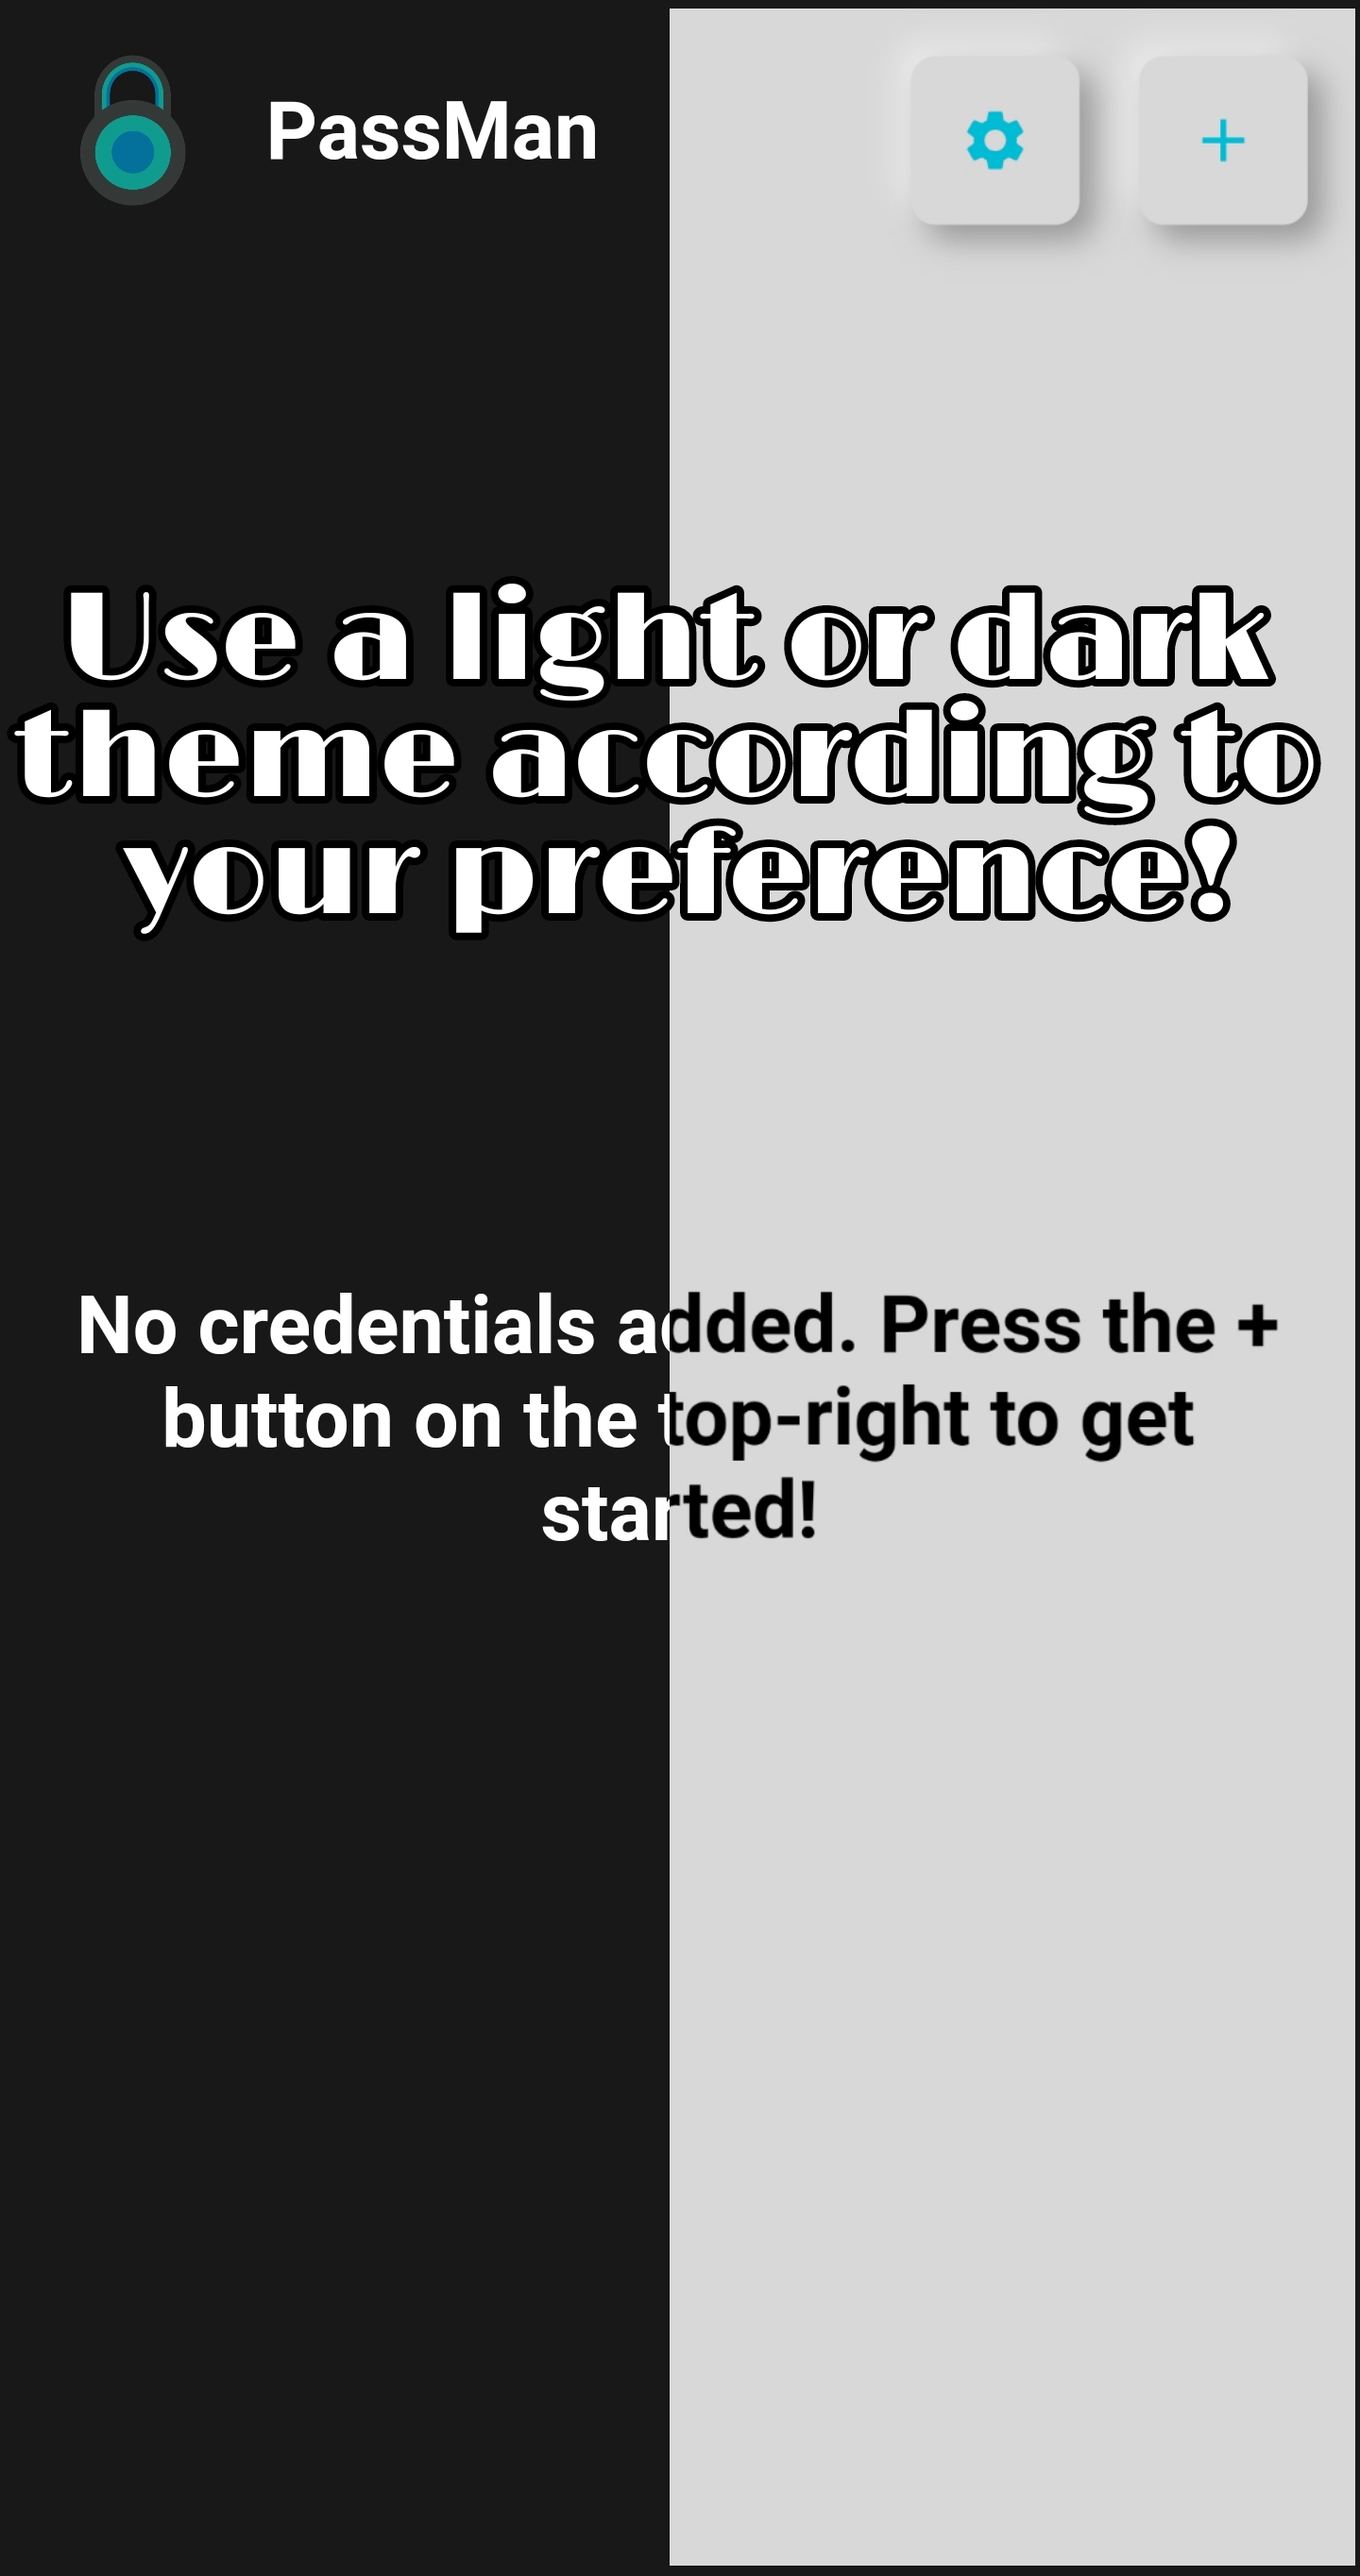 PassMan
Use a light or dark
theme according to
your preference!
No credentials added. Press the +
button on the top-right to get
started!